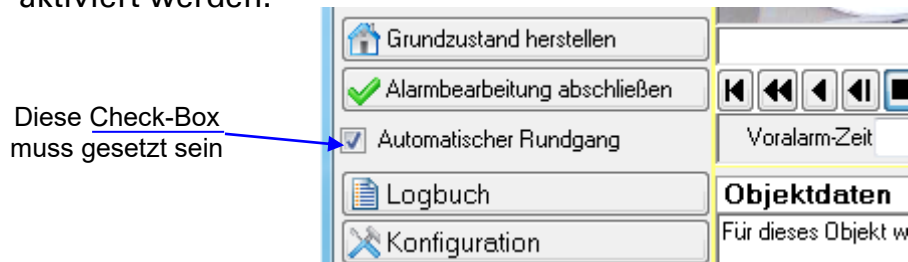 aktiviert werden.
Grundzustand herstellen
Alarmbearbeitung abschließen
Diese Check-Box
muss gesetzt sein
Automatischer Rundgang
Voralarm-Zeit
Logbuch
Objektdaten
Konfiguration
Für dieses Objekt w